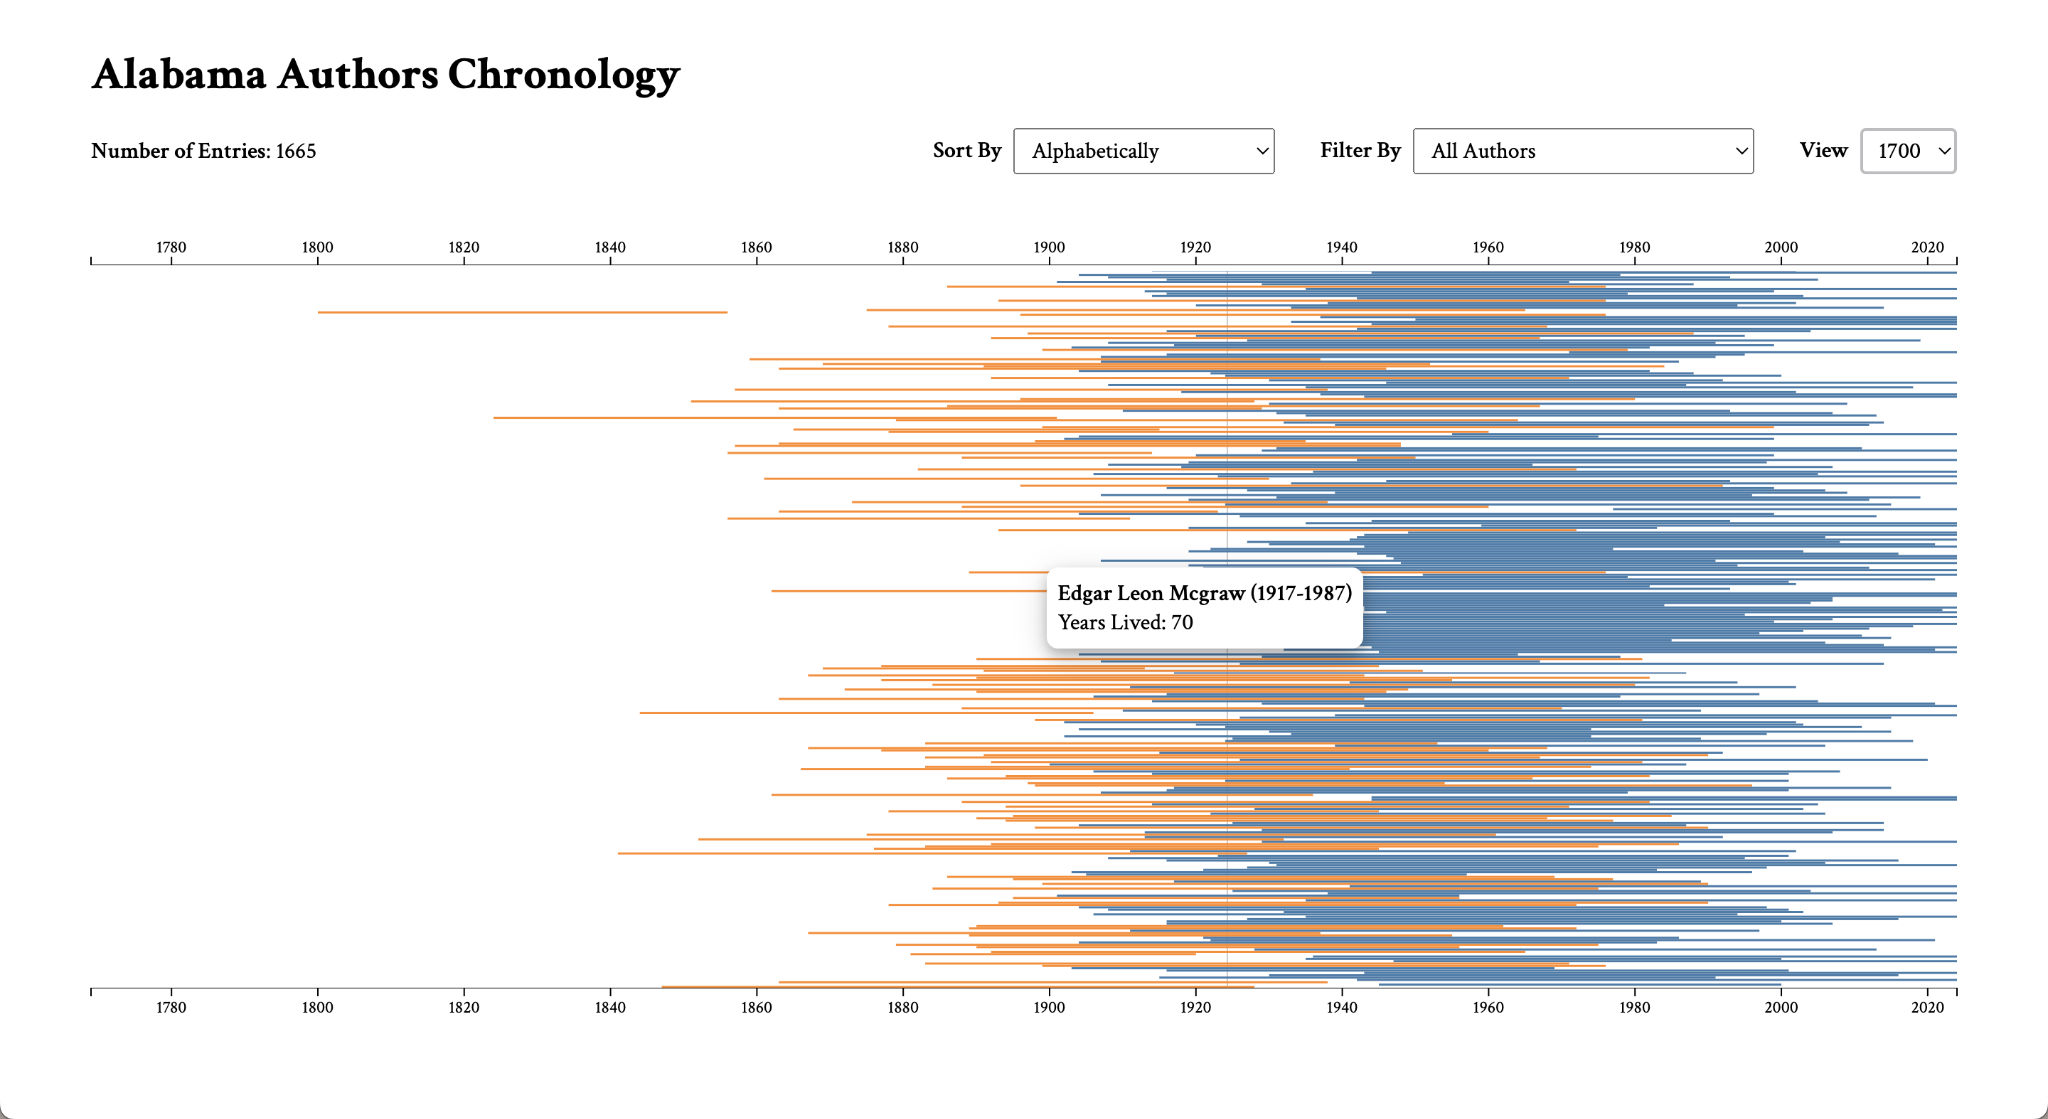 Alabama Authors Chronology
Number of Entries: 1665
Sort By Alphabetically Filter By All Authors View 1700
1780 1800 1820 1840 1860 1880 1900 1920 1940 1960 1980 2000 2020
Edgar Leon Mcgraw (1917-1987)
Years Lived: 70
1780 1800 1820 1840 1860 1880 1900 1920 1940 1960 1980 2000 2020